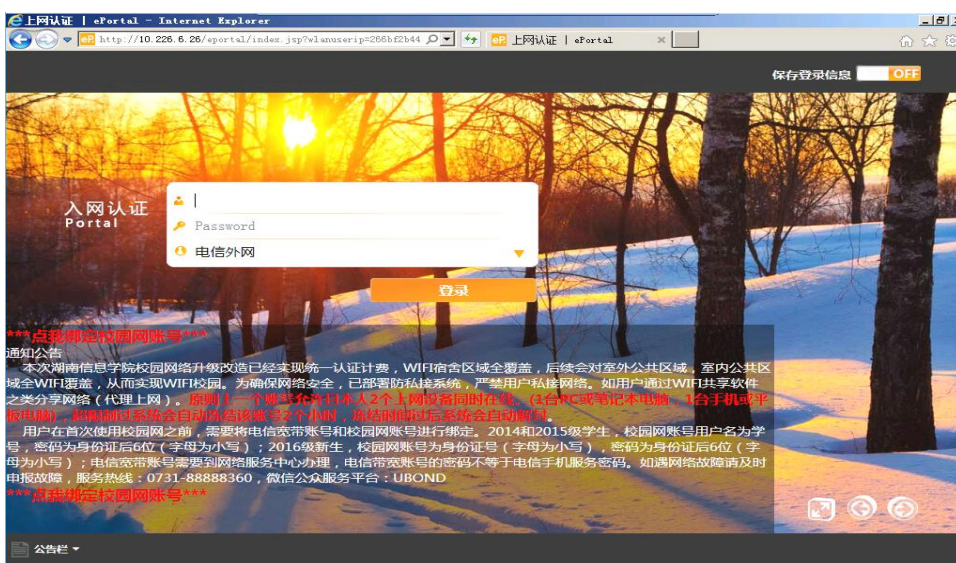 上网认证 | ePortal - Internet Explorer
http://10.226.6.26/eportal/index.jsp?wlanuserip=266bf2b44
上网认证 | ePortal
保存登录信息 OFF
入网认证
Portal
Password
电信外网
登录
***点我绑定校园网账号***
通知公告
本次湖南信息学院校园网络升级改造已经实现统一认证计费，WIFI宿舍区域全覆盖，后续会对室外公共区域，室内公共区
域全WIFI覆盖，从而实现WIFI校园。为确保网络安全，已部署防私接系统，严禁用户私接网络。如用户通过WIFI共享软件
之类分享网络（代理上网）。原则上一个账号允许日本人2个上网设备同时在线，(1台PC或笔记本电脑，1台手机或平
板电脑)，超限制过系统会自动冻结该账号2个小时，冻结时间过后系统会自动解封。
用户在首次使用校园网之前，需要将电信宽带账号和校园网账号进行绑定。2014和2015级学生，校园网账号用户名为学
号，密码为身份证后6位（字母为小写）；2016级新生，校园网账号为身份证号（字母为小写），密码为身份证后6位（字
母为小写）；电信宽带账号需要到网络服务中心办理，电信带宽账号的密码不等于电信手机服务密码。如遇网络故障请及时
申报故障，服务热线：0731-88888360，微信公众服务平台：UBOND
***点我绑定校园网账号***
公告栏